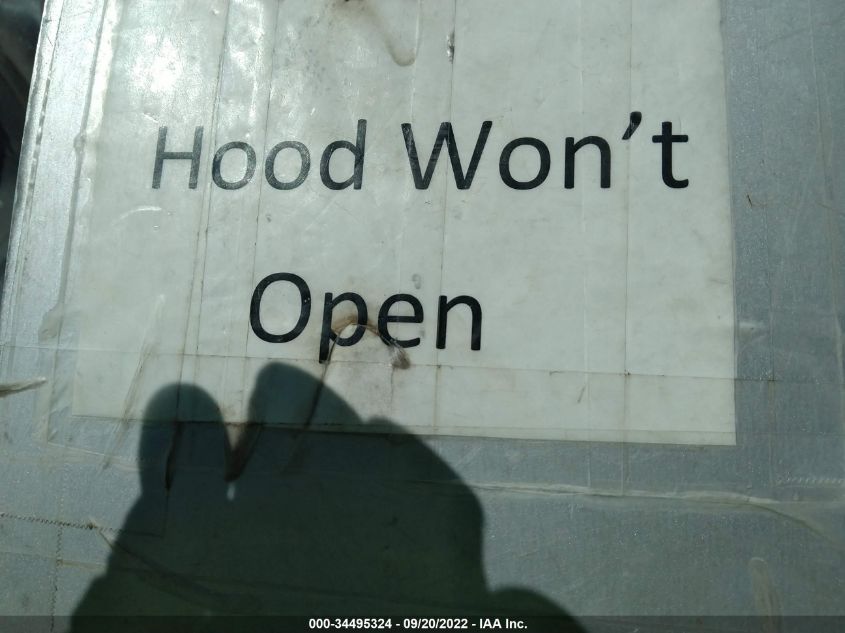 Hood Won’t
Open
000-34495324 - 09/20/2022 - IAA Inc.